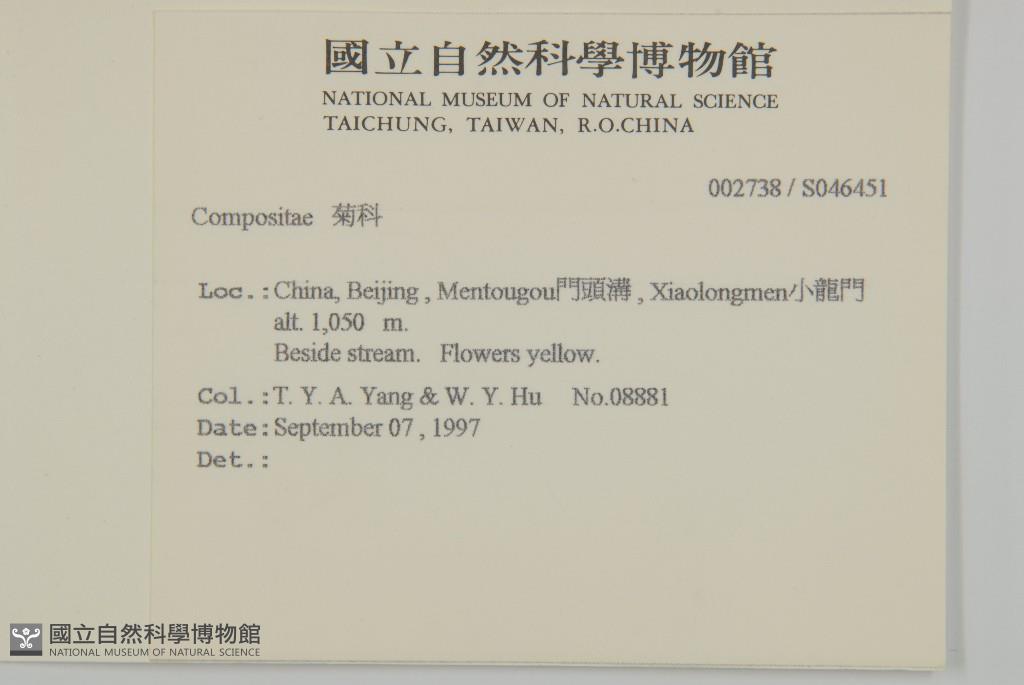 國立自然科學博物館
NATIONAL MUSEUM OF NATURAL SCIENCE
TAICHUNG, TAIWAN, R.O.CHINA
002738 / S046451
Compositae 菊科
Loc.: China, Beijing , Mentougou門頭溝 , Xiaolongmen小龍門
alt. 1,050 m.
Beside stream. Flowers yellow.
Col.: T. Y. A. Yang & W. Y. Hu No.08881
Date: September 07 , 1997
Det.:
國立自然科學博物館
NATIONAL MUSEUM OF NATURAL SCIENCE